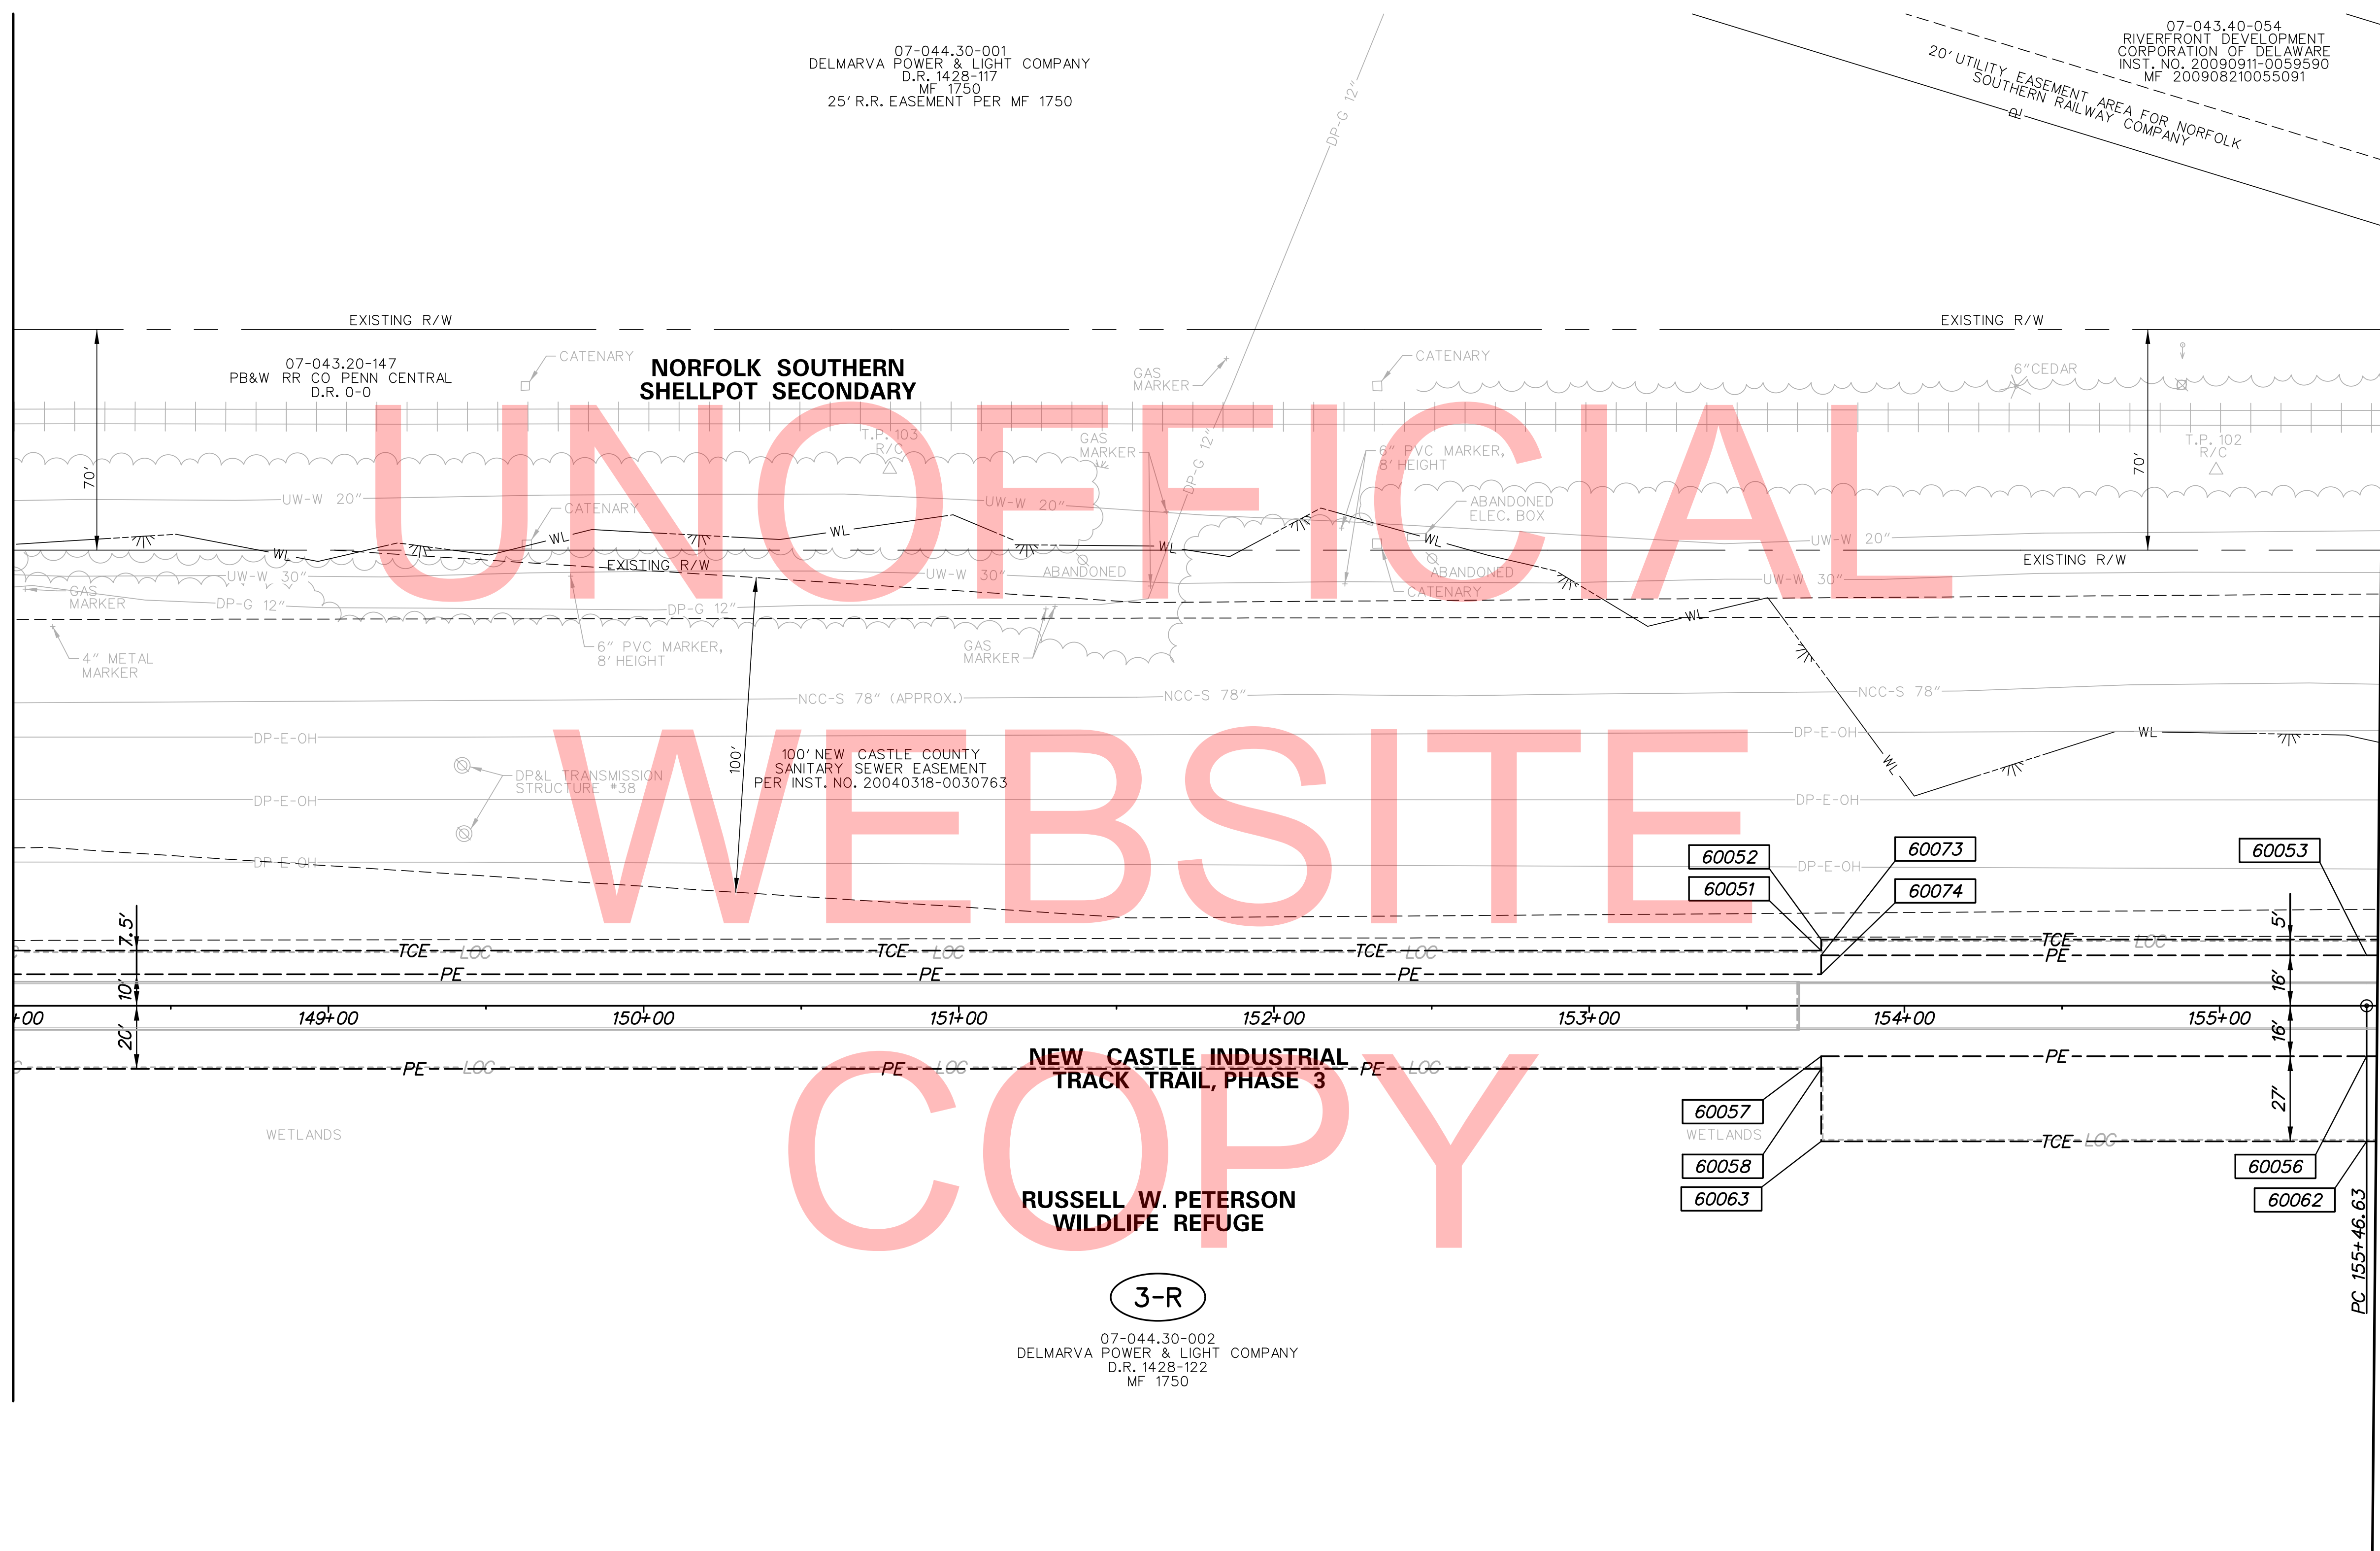 07-044.30-001
DELMARVA POWER & LIGHT COMPANY
D.R. 1428-117
MF 1750
25' R.R. EASEMENT PER MF 1750
DP-G 12"
07-043.40-054
RIVERFRONT DEVELOPMENT
CORPORATION OF DELAWARE
INST. NO. 20090911-0059590
MF 200908210055091
20' UTILITY EASEMENT AREA FOR NORFOLK
SOUTHERN RAILWAY COMPANY
EXISTING R/W
EXISTING R/W
07-043.20-147
PB&W RR CO PENN CENTRAL
D.R. 0-0
CATENARY
NORFOLK SOUTHERN
SHELLPOT SECONDARY
GAS
MARKER
CATENARY
6" CEDAR
70'
T.P. 103
R/C
GAS
MARKER
DP-G 12"
6" PVC MARKER,
8' HEIGHT
70'
T.P. 102
R/C
UW-W 20"
CATENARY
UW-W 20"
ABANDONED
ELEC. BOX
UW-W 20"
WL
WL
WL
WL
WL
EXISTING R/W
EXISTING R/W
UW-W 30"
UW-W 30"
ABANDONED
ABANDONED
UW-W 30"
GAS
MARKER
DP-G 12"
DP-G 12"
CATENARY
WL
4" METAL
MARKER
6" PVC MARKER,
8' HEIGHT
GAS
MARKER
NCC-S 78" (APPROX.)
NCC-S 78"
NCC-S 78"
DP-E-OH
DP-E-OH
WL
WL
100'
100' NEW CASTLE COUNTY
SANITARY SEWER EASEMENT
PER INST. NO. 20040318-0030763
DP&L TRANSMISSION
STRUCTURE #38
DP-E-OH
DP-E-OH
DP-E-OH
DP-E-OH
60052
60073
60053
60051
60074
7.5'
5'
TCE
LOC
TCE
LOC
TCE
LOC
TCE
LOC
PE
PE
PE
PE
10'
16'
+00
149+00
150+00
151+00
152+00
153+00
154+00
155+00
20'
16'
PE
LOC
PE
LOC
PE
LOC
PE
NEW CASTLE INDUSTRIAL
TRACK TRAIL, PHASE 3
27'
60057
WETLANDS
WETLANDS
TCE
LOC
60058
60056
60063
60062
RUSSELL W. PETERSON
WILDLIFE REFUGE
PC 155+46.63
3-R
07-044.30-002
DELMARVA POWER & LIGHT COMPANY
D.R. 1428-122
MF 1750
UNOFFICIAL
WEBSITE
COPY